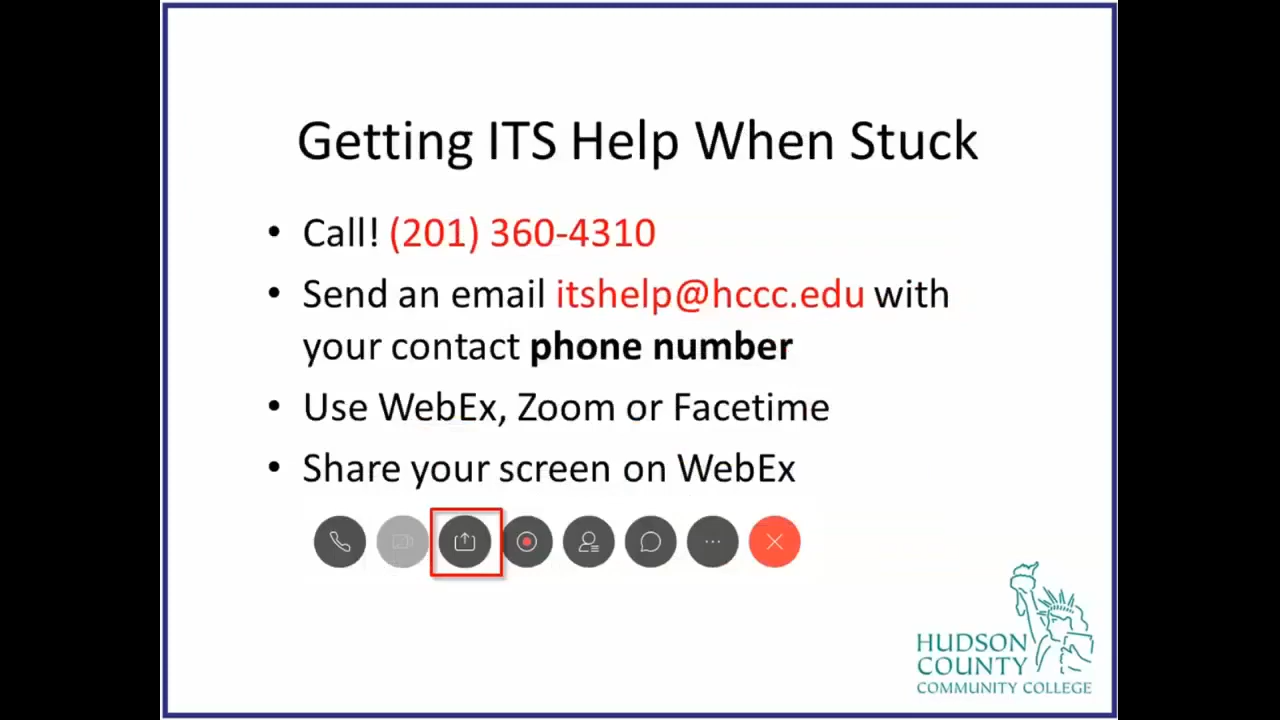 Getting ITS Help When Stuck
• Call! (201) 360-4310
• Send an email itshelp@hccc.edu with
your contact phone number
• Use WebEx, Zoom or Facetime
• Share your screen on WebEx
HUDSON
COUNTY
COMMUNITY COLLEGE